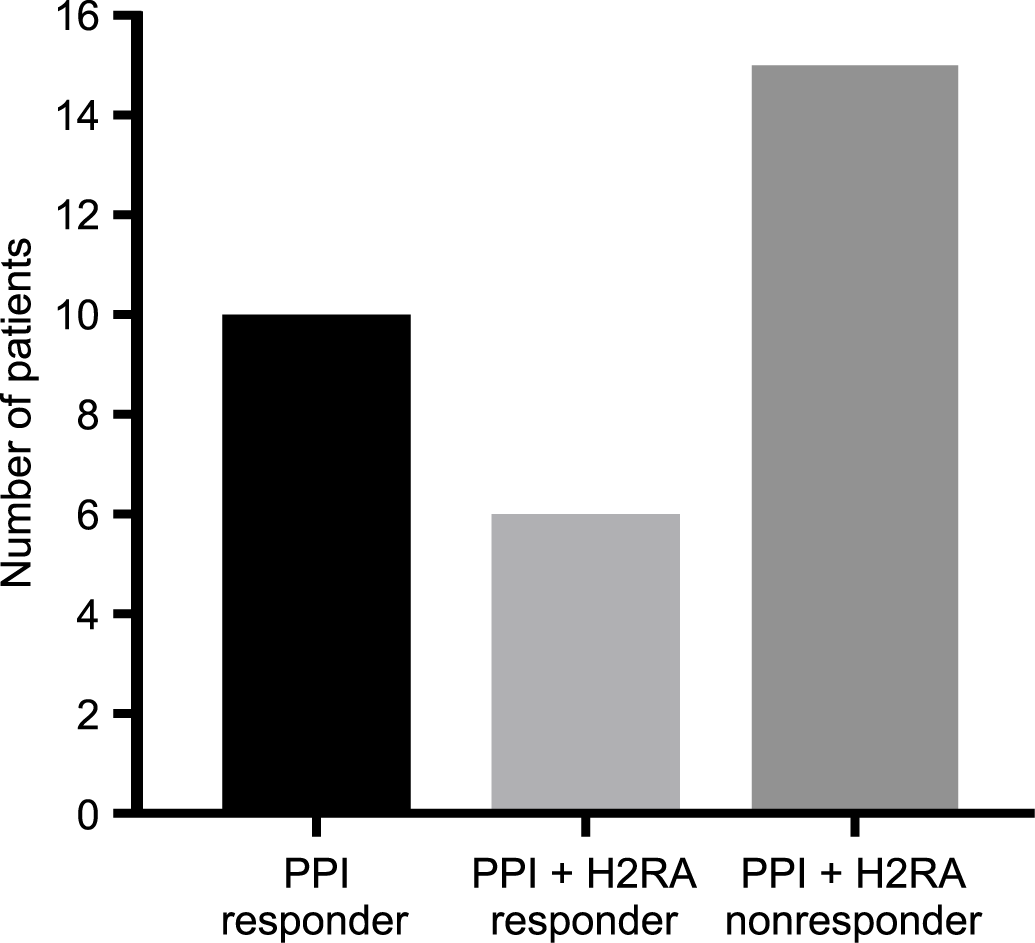 Number of patients
16
14
12
10
8
6
4
2
0
PPI
responder
PPI + H2RA
responder
PPI + H2RA
nonresponder